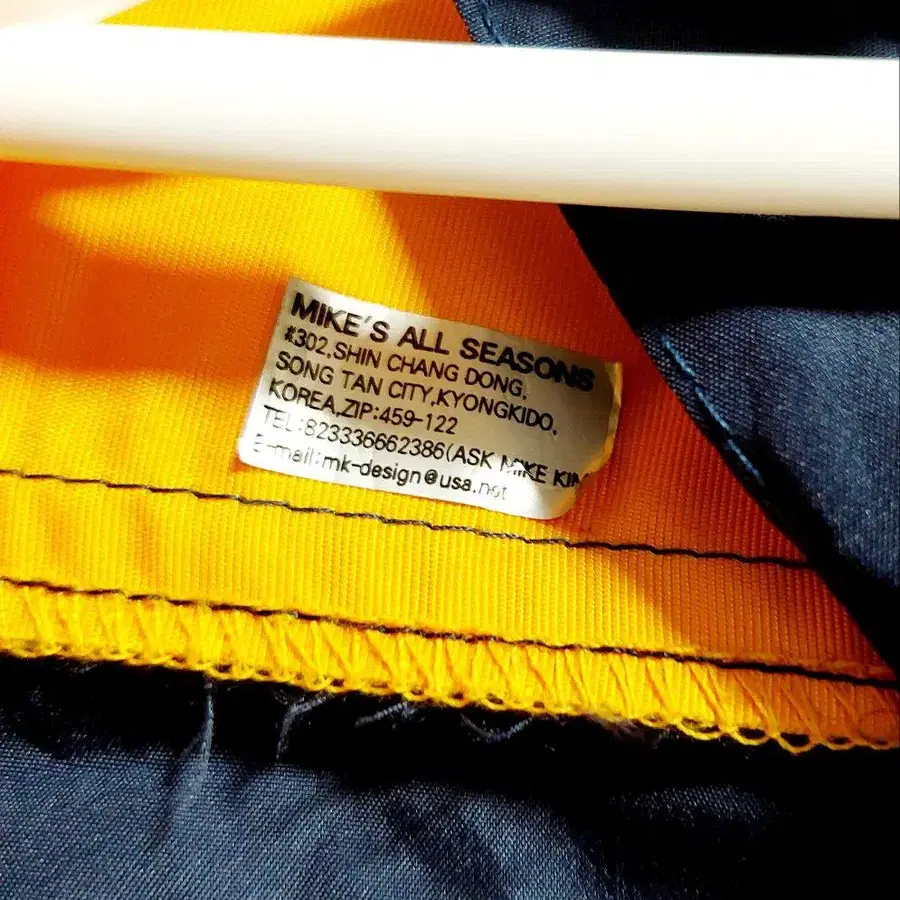 MIKE'S ALL SEASONS
#302,SHIN CHANG DONG,
SONG TAN CITY,KYONGKIDO,
KOREA,ZIP:459-122
TEL:823336662386(ASK MIKE KIM
E-mail:mk-design@usa.net